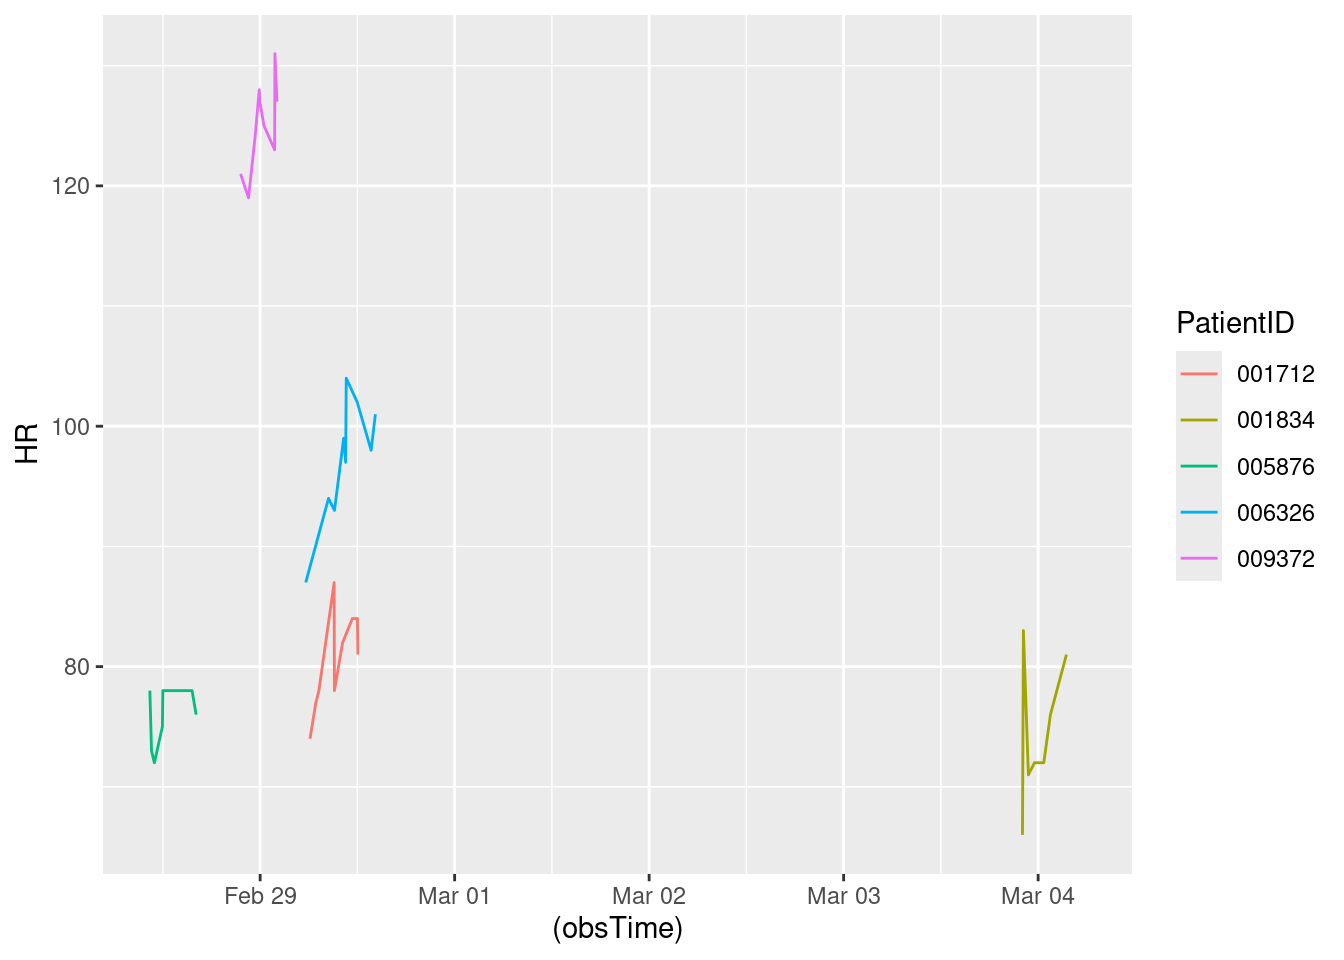 120
100
80
HR
Feb 29
Mar 01
Mar 02
Mar 03
Mar 04
(obsTime)
PatientID
001712
001834
005876
006326
009372